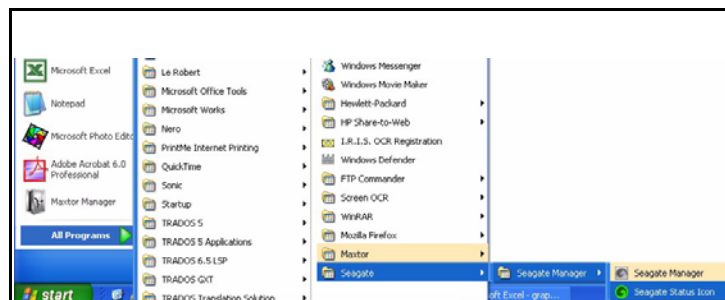 Microsoft Excel
Notepad
Microsoft Photo Edito
Adobe Acrobat 6.0
Professional
Maxtor Manager
All Programs
start
Le Robert
Microsoft Office Tools
Microsoft Works
Nero
PrintMe Internet Printing
QuickTime
Sonic
Startup
TRADOS 5
TRADOS 5 Applications
TRADOS 6.5 LSP
TRADOS GXT
TRADOS Translation Solution
Windows Messenger
Windows Movie Maker
Hewlett-Packard
HP Share-to-Web
I.R.I.S. OCR Registration
Windows Defender
FTP Commander
Screen OCR
WinRAR
Mozilla Firefox
Maxtor
Seagate
Seagate Manager
oft Excel - grap...
Seagate Manager
Seagate Status Icon